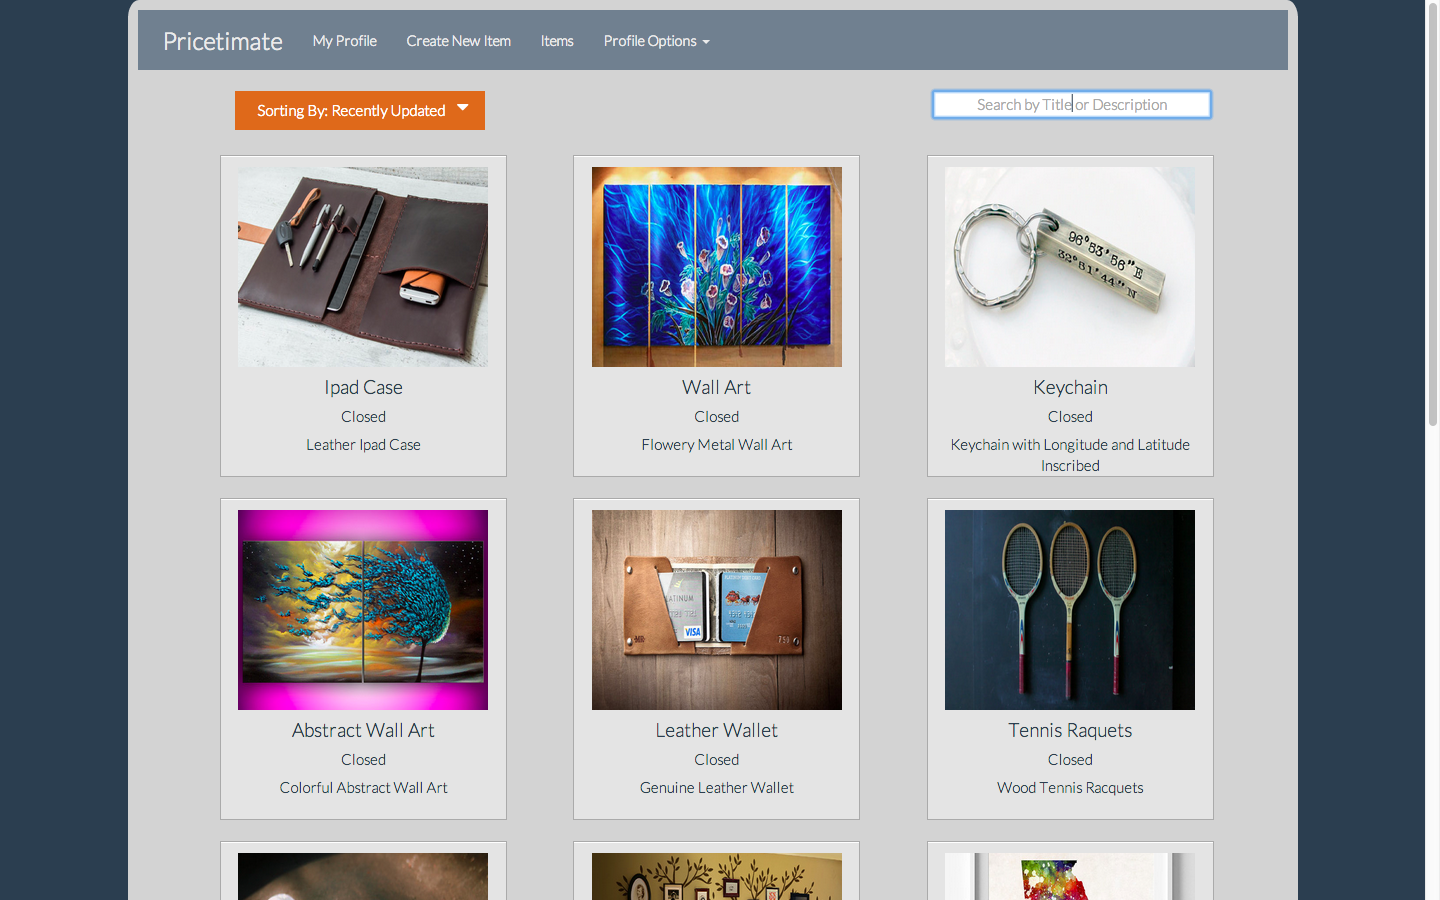 Pricetimate My Profile Create New Item Items Profile Options
Sorting By: Recently Updated
Search by Title or Description
96°53'56"E
32°51'44"N
Ipad Case
Closed
Leather Ipad Case
Wall Art
Closed
Flowery Metal Wall Art
Keychain
Closed
Keychain with Longitude and Latitude
Inscribed
LATINUM
VISA
Abstract Wall Art
Closed
Colorful Abstract Wall Art
Leather Wallet
Closed
Genuine Leather Wallet
Tennis Raquets
Closed
Wood Tennis Racquets